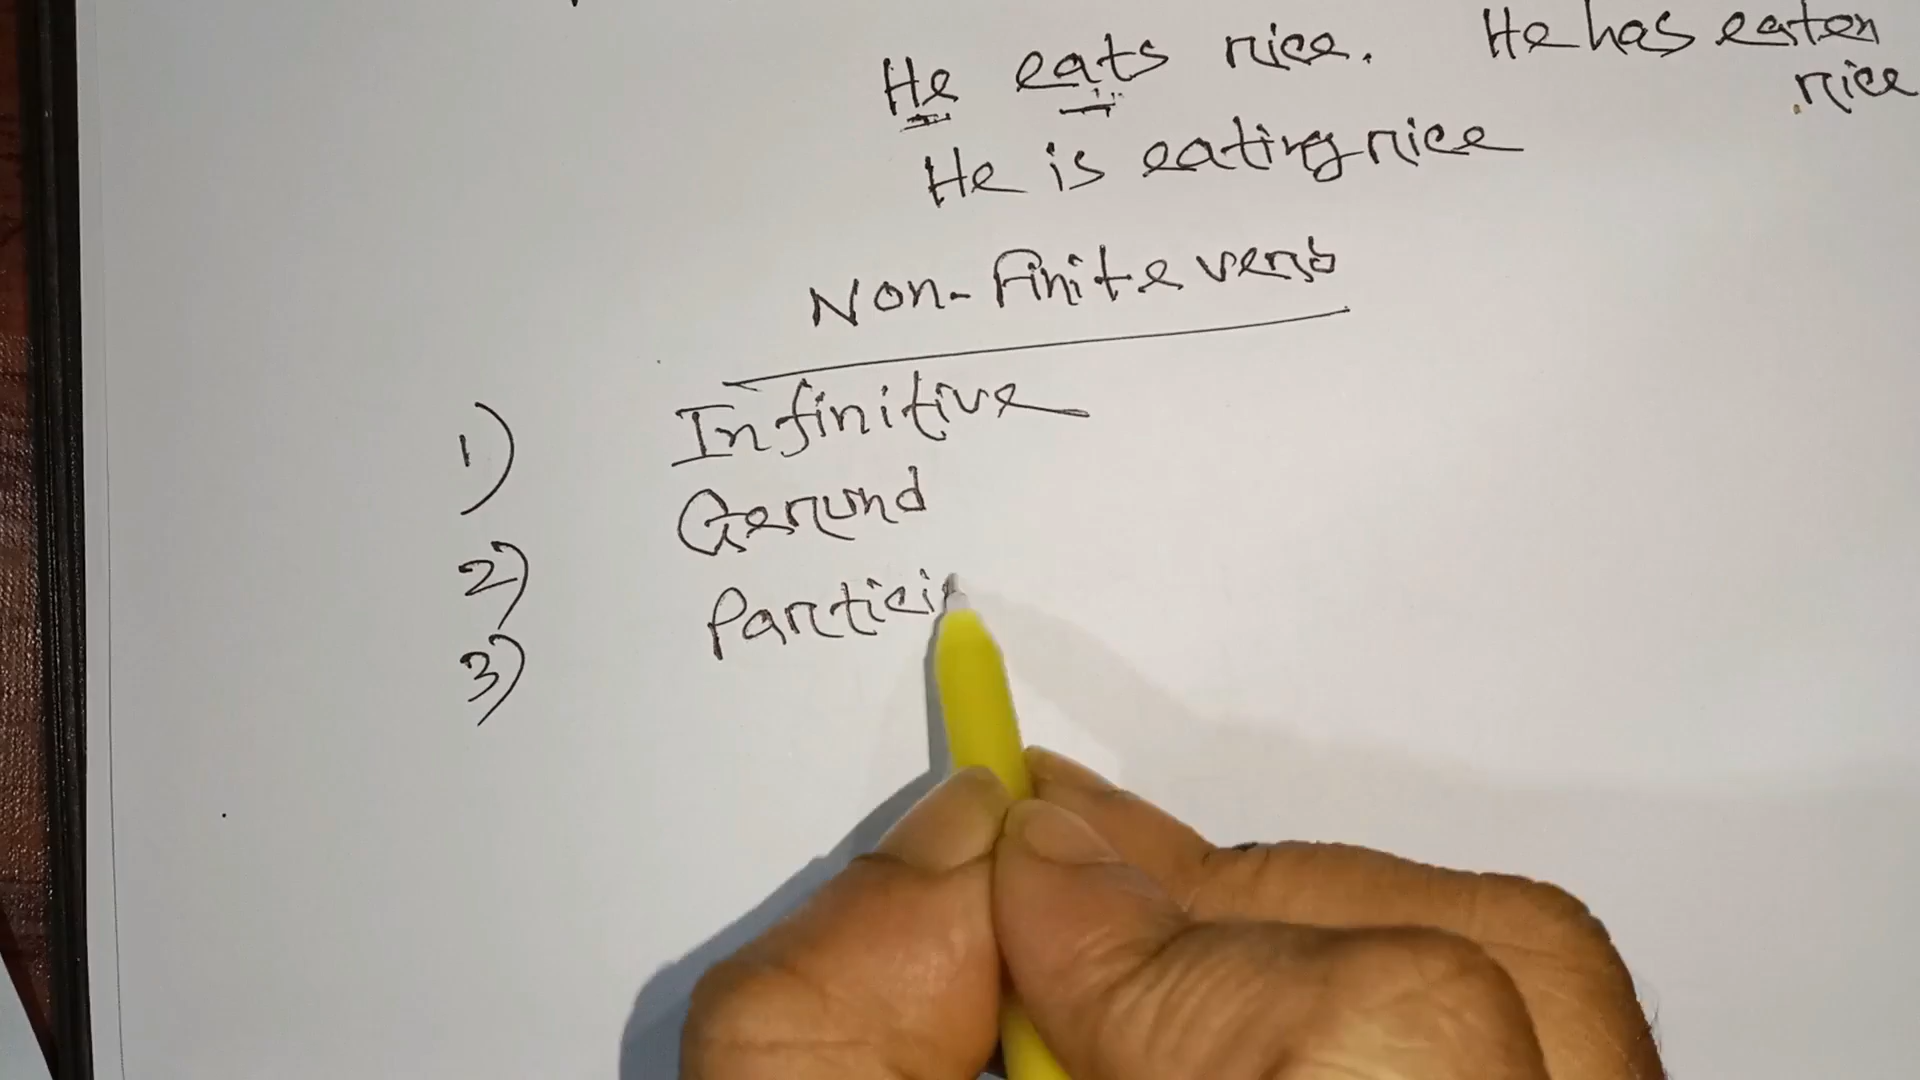 He eats rice. He has eaten
rice
He is eating rice
Non-Finite verb
1) Infinitive
2) Gerund
3) Partici